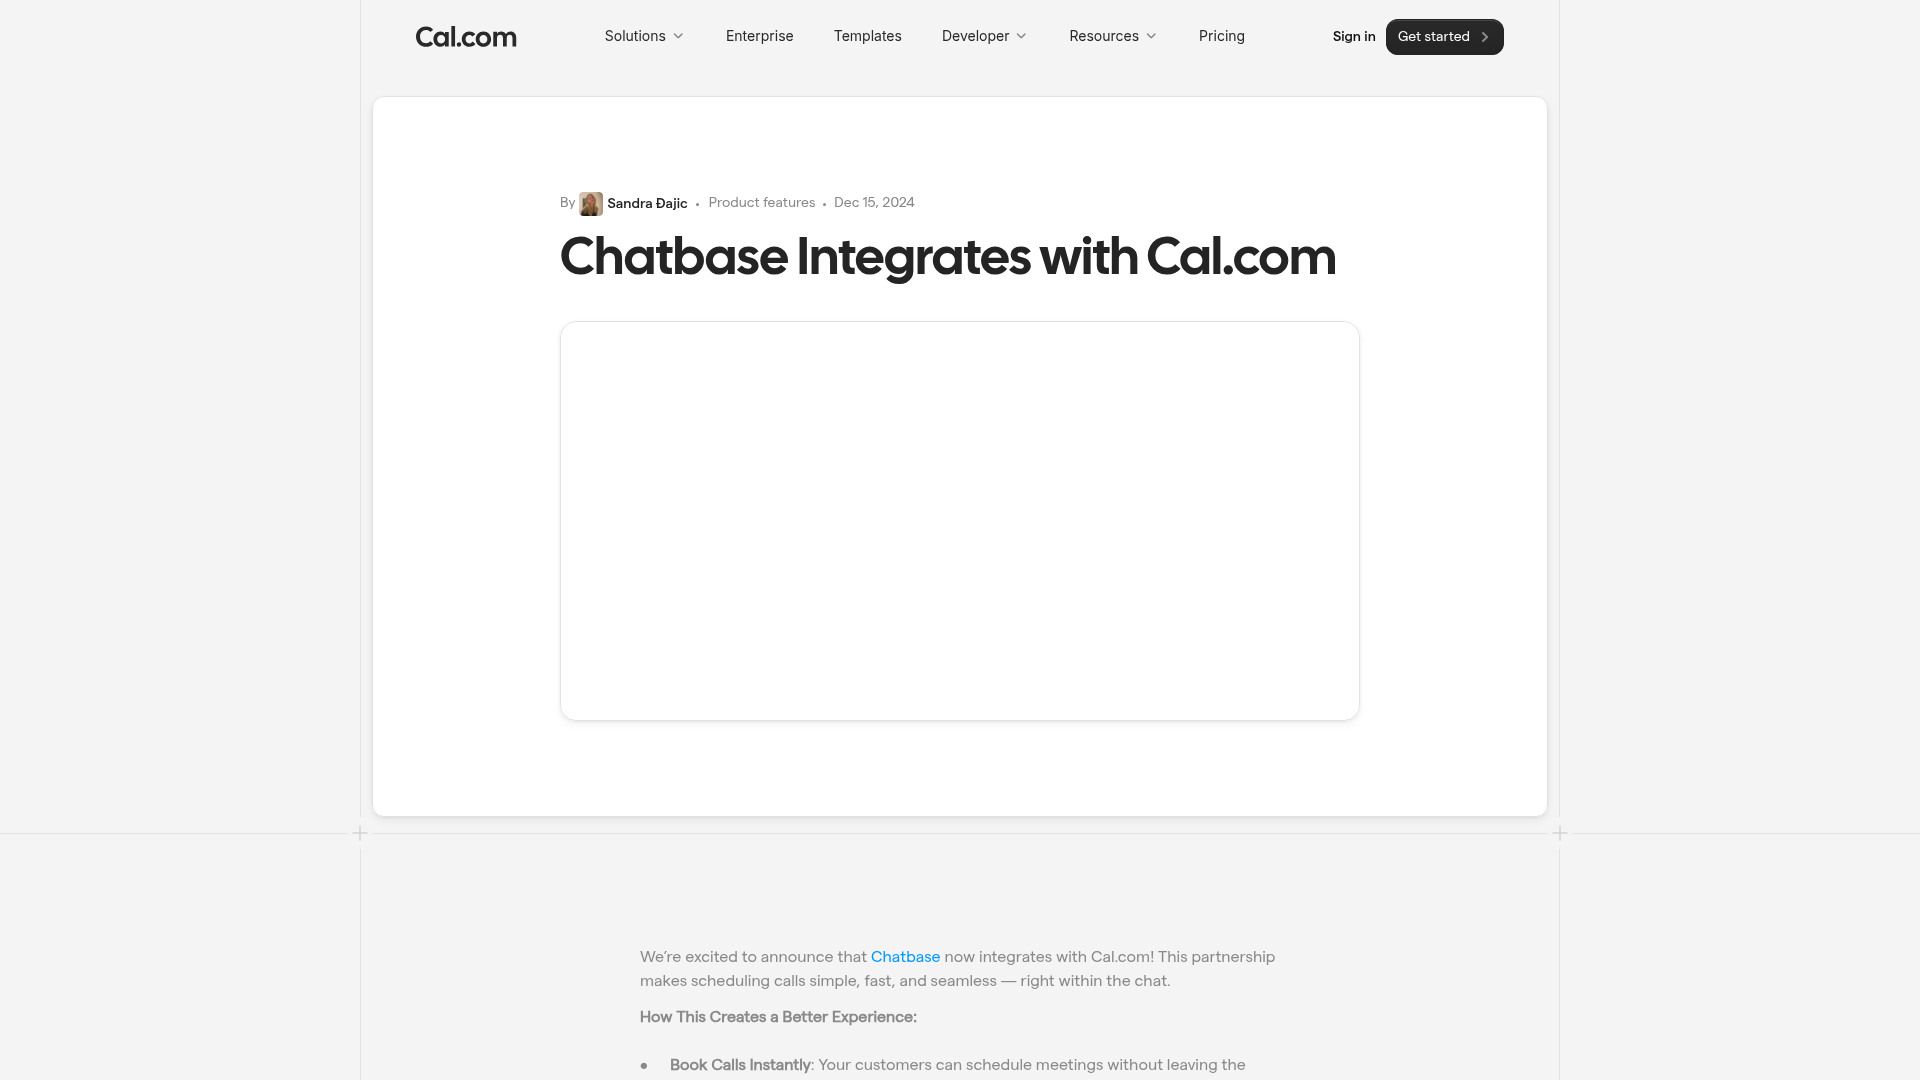 Cal.com
Solutions
Enterprise
Templates
Developer
Resources
Pricing
Sign in
Get started
By Sandra Đajic • Product features • Dec 15, 2024
Chatbase Integrates with Cal.com
We're excited to announce that Chatbase now integrates with Cal.com! This partnership
makes scheduling calls simple, fast, and seamless — right within the chat.
How This Creates a Better Experience:
• Book Calls Instantly: Your customers can schedule meetings without leaving the